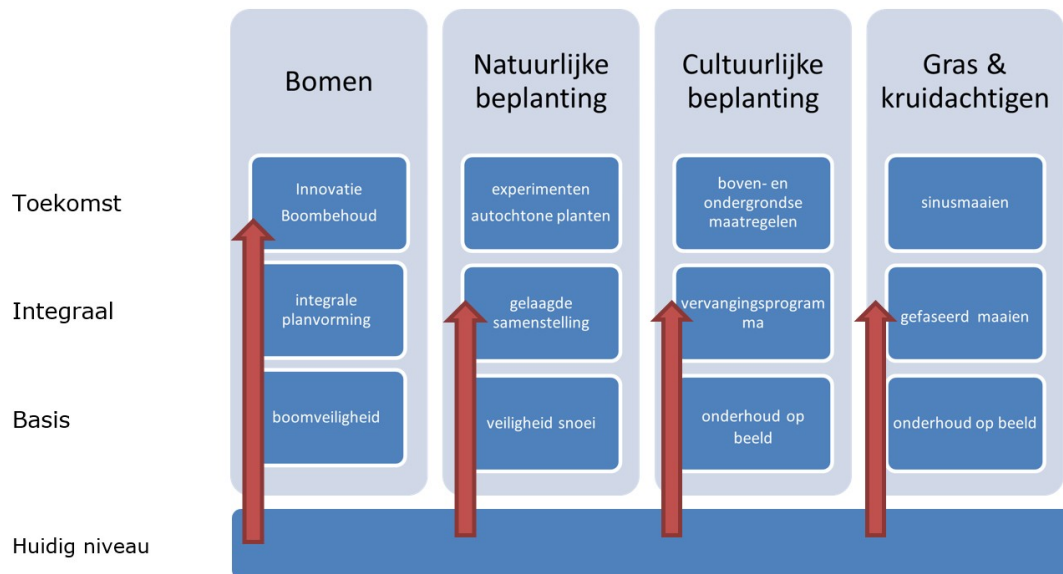 Bomen
Natuurlijke
beplanting
Cultuurlijke
beplanting
Gras &
kruidachtigen
Toekomst
Innovatie
Boombehoud
experimenten
autochtone planten
boven- en
ondergrondse
maatregelen
sinusmaaien
Integraal
integrale
planvorming
gelaagde
samenstelling
vervangingsprogram
ma
gefaseerd maaien
Basis
boomveiligheid
veiligheid snoei
onderhoud op
beeld
onderhoud op beeld
Huidig niveau